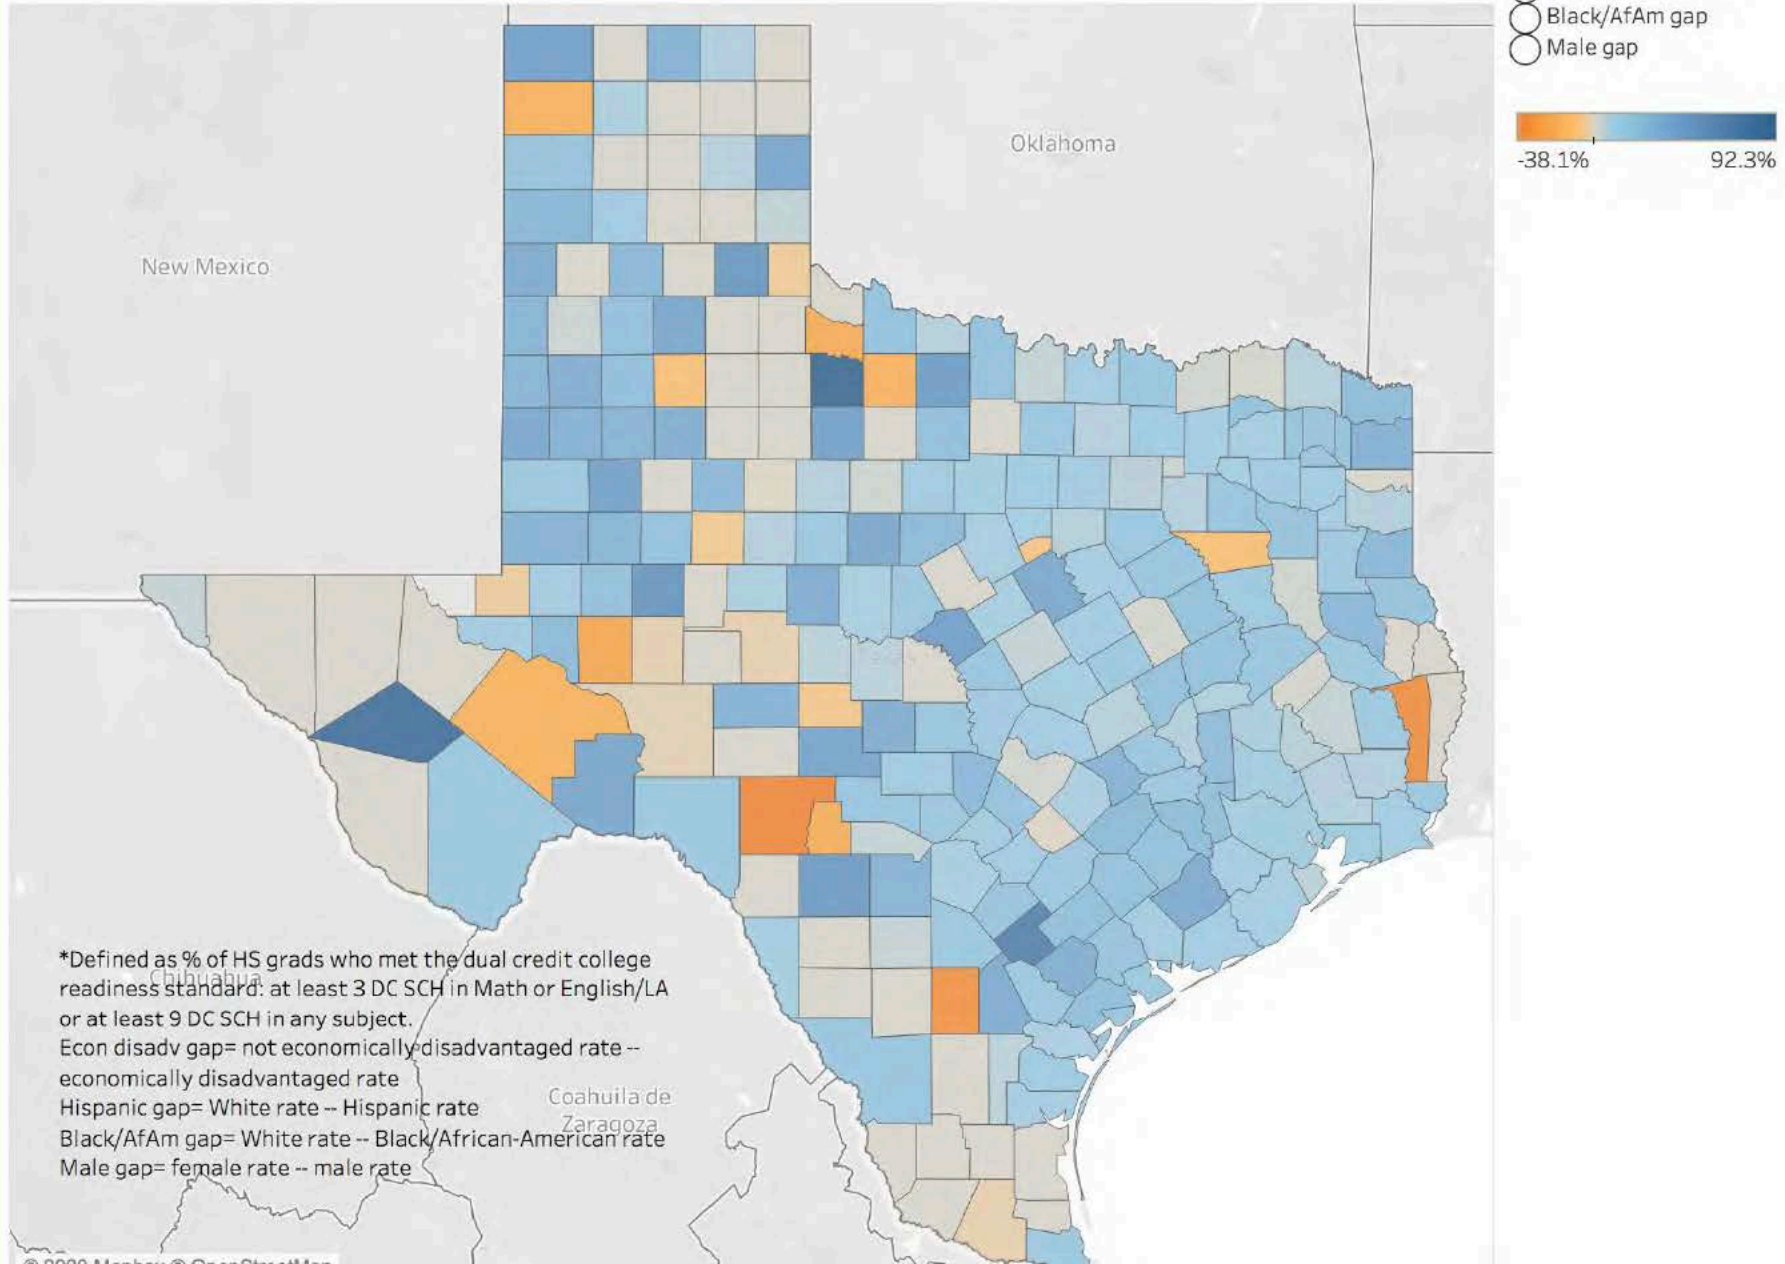 Black/AfAm gap
Male gap
-38.1%
92.3%
Oklahoma
New Mexico
*Defined as % of HS grads who met the dual credit college
Chihuahua
readiness standard: at least 3 DC SCH in Math or English/LA
or at least 9 DC SCH in any subject.
Econ disadv gap= not economically disadvantaged rate --
economically disadvantaged rate
Hispanic gap= White rate -- Hispanic rate
Black/AfAm gap= White rate -- Black/African-American rate
Male gap= female rate -- male rate
Coahuila de
Zaragoza
Mapbox © OpenStreetMap